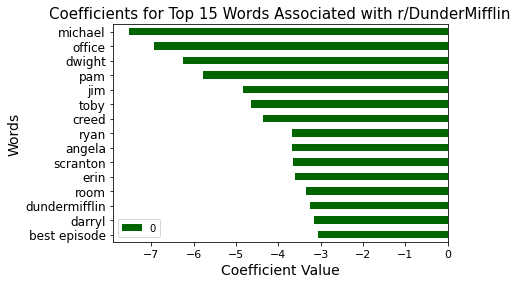 Coefficients for Top 15 Words Associated with r/DunderMifflin
michael
office
dwight
pam
jim
toby
creed
ryan
angela
scranton
erin
room
dundermifflin
darryl
best episode
Words
0
−7 −6 −5 −4 −3 −2 −1 0
Coefficient Value